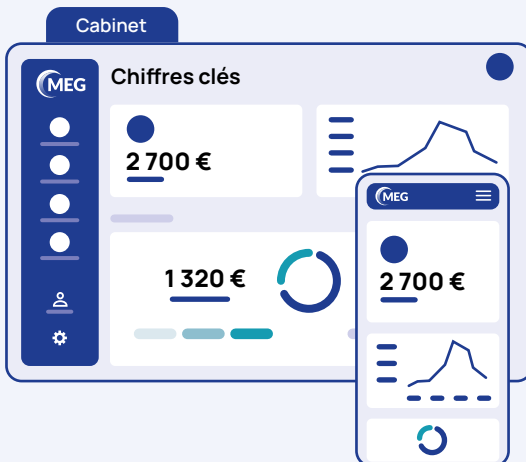 Cabinet
MEG
Chiffres clés
2 700 €
1 320 €
MEG
2 700 €